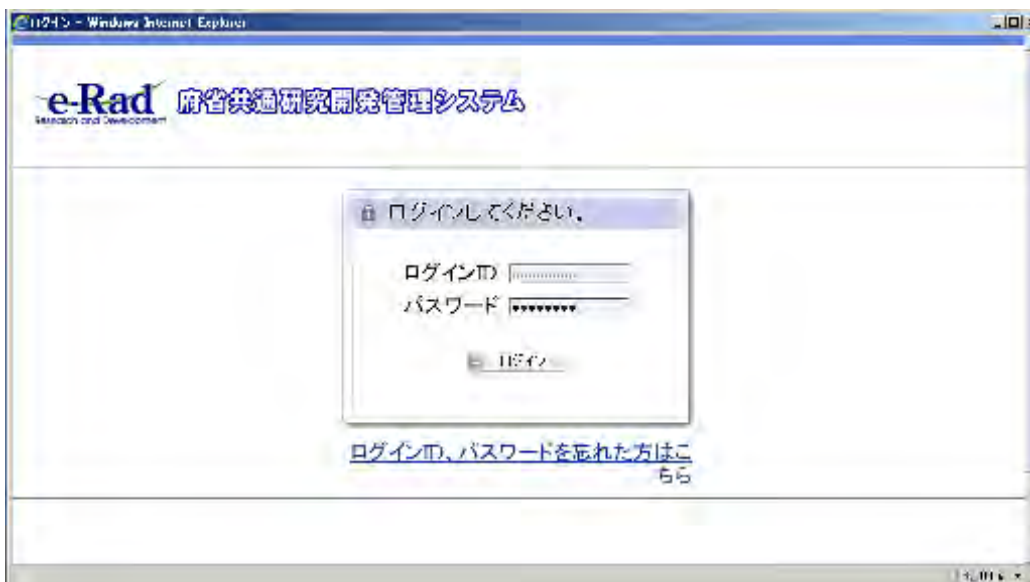 ログイン - Windows Internet Explorer
e-Rad 府省共通研究開発管理システム
Research and Development
ログインしてください。
ログインID
パスワード
ログイン
ログインID、パスワードを忘れた方はこ
ちら